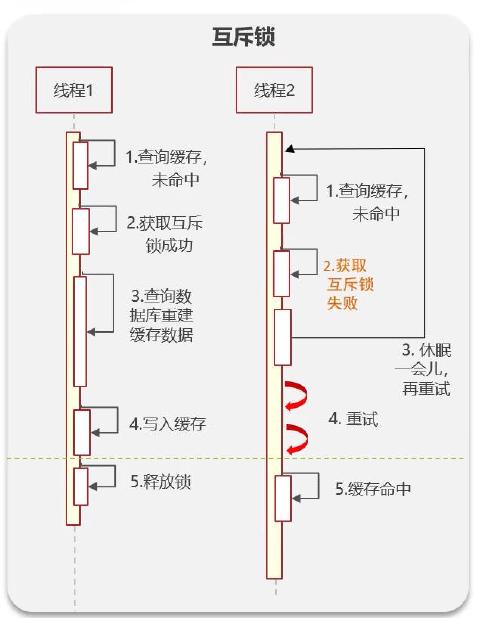 互斥锁
线程1
1.查询缓存，
未命中
2.获取互斥
锁成功
3.查询数
据库重建
缓存数据
4.写入缓存
5.释放锁
线程2
1.查询缓存，
未命中
2.获取
互斥锁
失败
3. 休眠
一会儿，
再重试
4. 重试
5.缓存命中